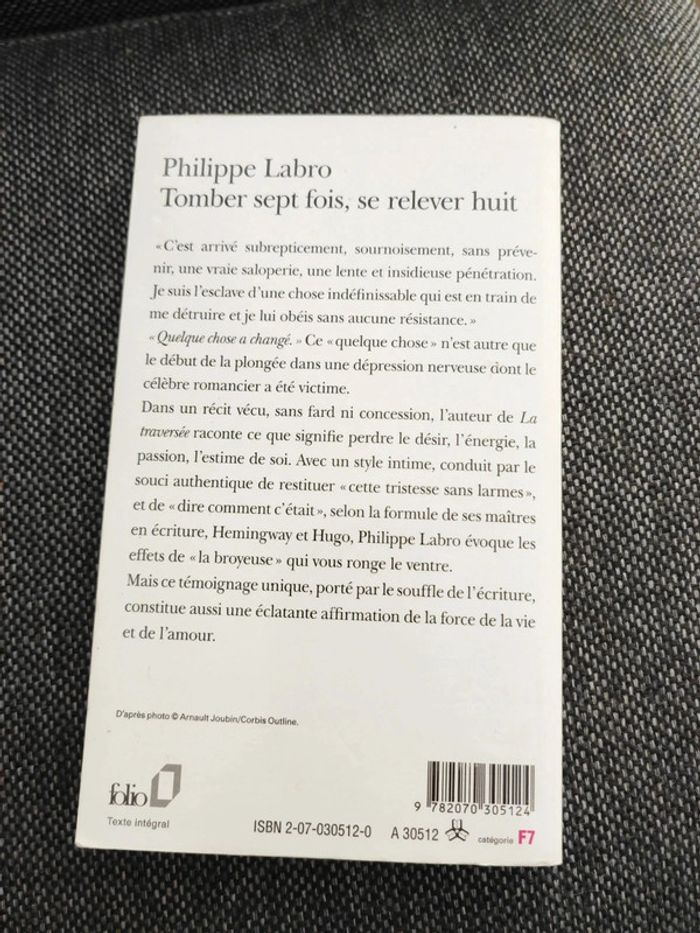 Philippe Labro
Tomber sept fois, se relever huit
« C'est arrivé subrepticement, sournoisement, sans préve-
nir, une vraie saloperie, une lente et insidieuse pénétration.
Je suis l'esclave d'une chose indéfinissable qui est en train de
me détruire et je lui obéis sans aucune résistance. »
« Quelque chose a changé. » Ce « quelque chose » n'est autre que
le début de la plongée dans une dépression nerveuse dont le
célèbre romancier a été victime.
Dans un récit vécu, sans fard ni concession, l'auteur de La
traversée raconte ce que signifie perdre le désir, l'énergie, la
passion, l'estime de soi. Avec un style intime, conduit par le
souci authentique de restituer « cette tristesse sans larmes »,
et de « dire comment c'était », selon la formule de ses maîtres
en écriture, Hemingway et Hugo, Philippe Labro évoque les
effets de « la broyeuse » qui vous ronge le ventre.
Mais ce témoignage unique, porté par le souffle de l'écriture,
constitue aussi une éclatante affirmation de la force de la vie
et de l'amour.
D'après photo © Arnault Joubin/Corbis Outline.
folio
Texte intégral
9 782070 305124
ISBN 2-07-030512-0 A 30512 catégorie F7